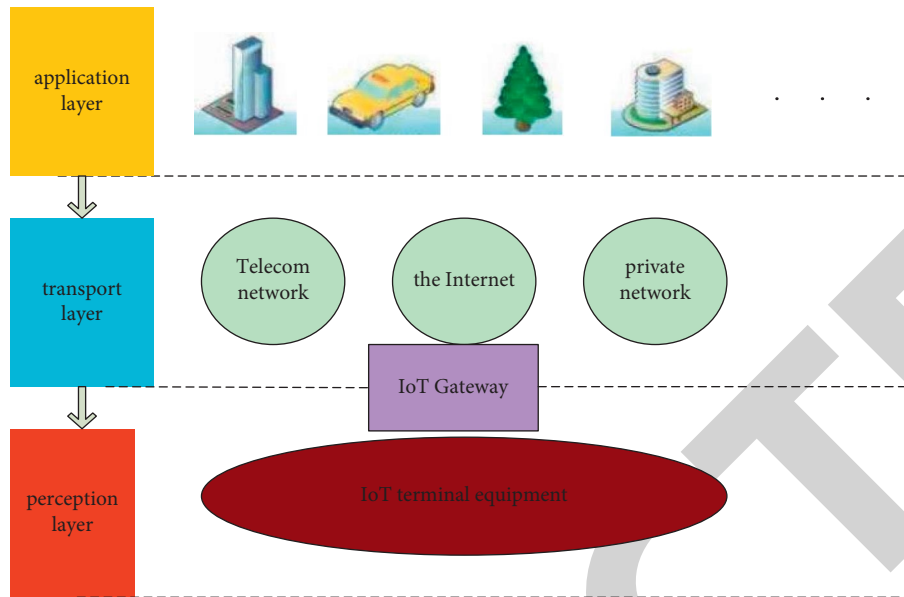 application
layer
. . .
transport
layer
Telecom
network
the Internet
private
network
IoT Gateway
perception
layer
IoT terminal equipment